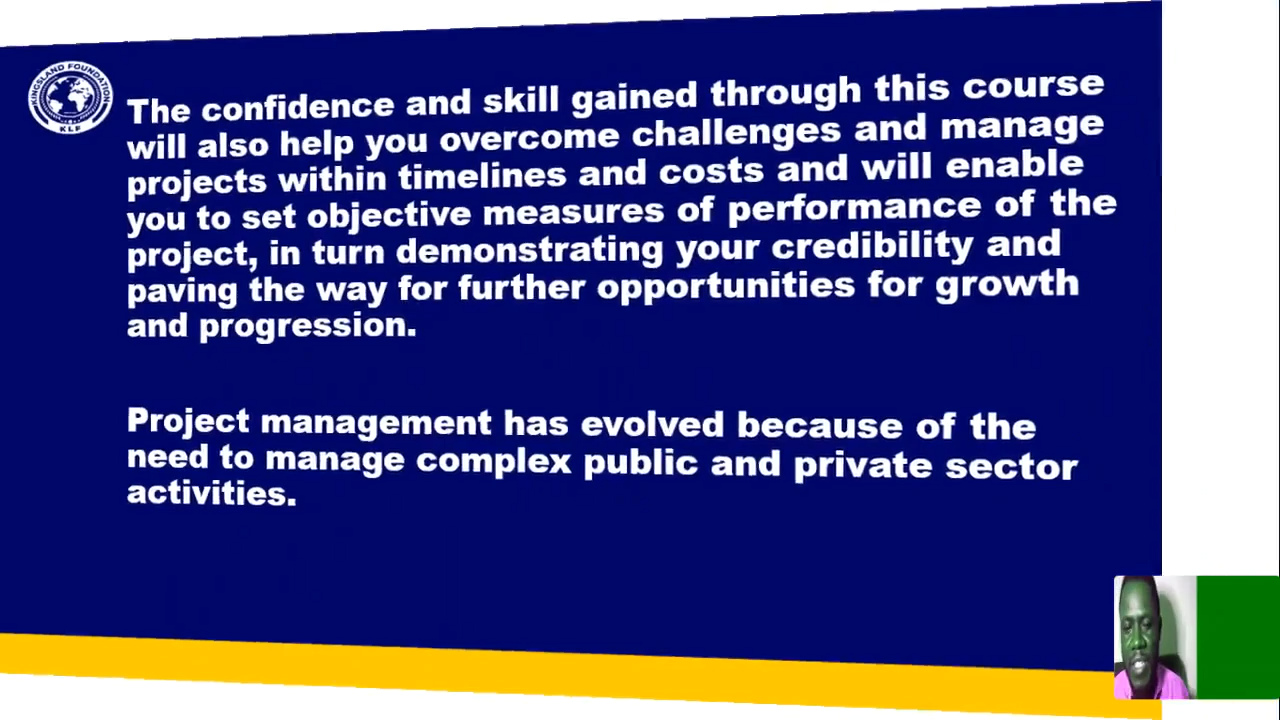 KINGSLAND FOUNDATION
KLF
The confidence and skill gained through this course
will also help you overcome challenges and manage
projects within timelines and costs and will enable
you to set objective measures of performance of the
project, in turn demonstrating your credibility and
paving the way for further opportunities for growth
and progression.
Project management has evolved because of the
need to manage complex public and private sector
activities.